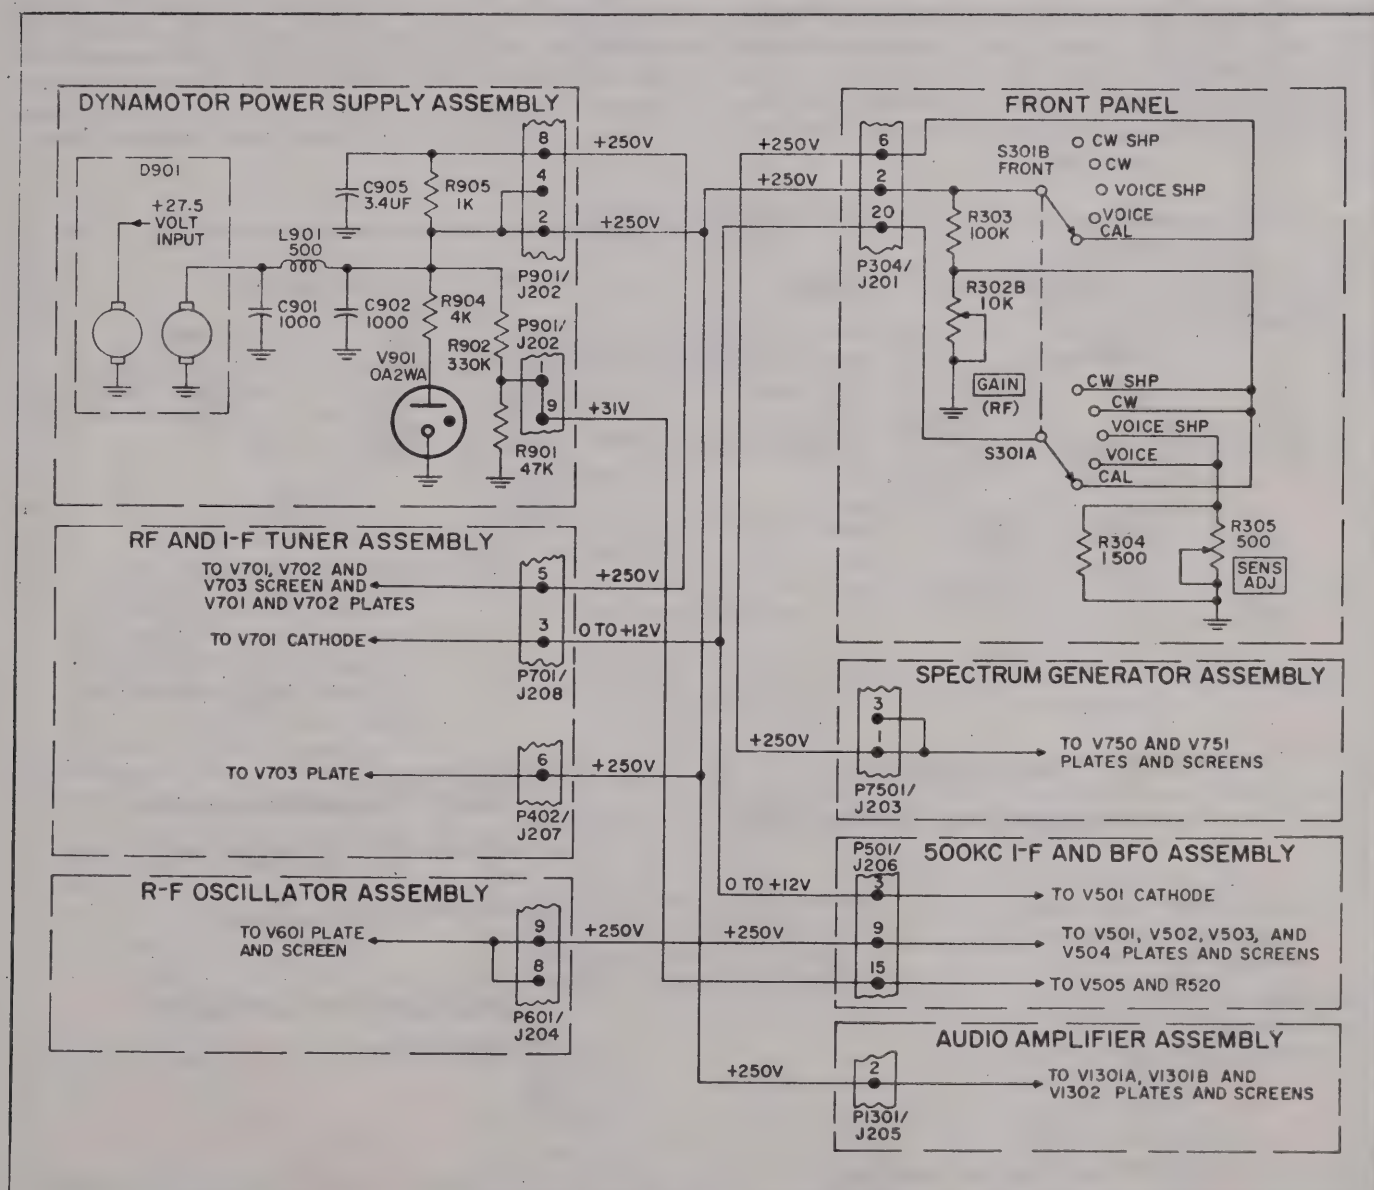 DYNAMOTOR POWER SUPPLY ASSEMBLY
D901
+27.5
VOLT
INPUT
L901
500
C901
1000
C902
1000
C905
3.4UF
R905
1K
R904
4K
R902
330K
V901
OA2WA
R901
47K
8
4
2
P901/
J202
P901/
J202
1
9
+250V
+250V
+31V
RF AND I-F TUNER ASSEMBLY
TO V701, V702 AND
V703 SCREEN AND
V701 AND V702 PLATES
5
+250V
TO V701 CATHODE
3
0 TO +12V
P701/
J208
TO V703 PLATE
6
+250V
P402/
J207
R-F OSCILLATOR ASSEMBLY
TO V601 PLATE
AND SCREEN
9
8
+250V
P601/
J204
FRONT PANEL
+250V
+250V
6
2
20
P304/
J201
S301B
FRONT
CW SHP
CW
VOICE SHP
VOICE
CAL
R303
100K
R302B
10K
GAIN
(RF)
S301A
CW SHP
CW
VOICE SHP
VOICE
CAL
R304
1500
R305
500
SENS
ADJ
SPECTRUM GENERATOR ASSEMBLY
3
1
+250V
TO V750 AND V751
PLATES AND SCREENS
P7501/
J203
P501/
J206
500KC I-F AND BFO ASSEMBLY
0 TO +12V
3
TO V501 CATHODE
+250V
9
TO V501, V502, V503, AND
V504 PLATES AND SCREENS
15
TO V505 AND R520
AUDIO AMPLIFIER ASSEMBLY
+250V
2
TO V1301A, V1301B AND
V1302 PLATES AND SCREENS
P1301/
J205